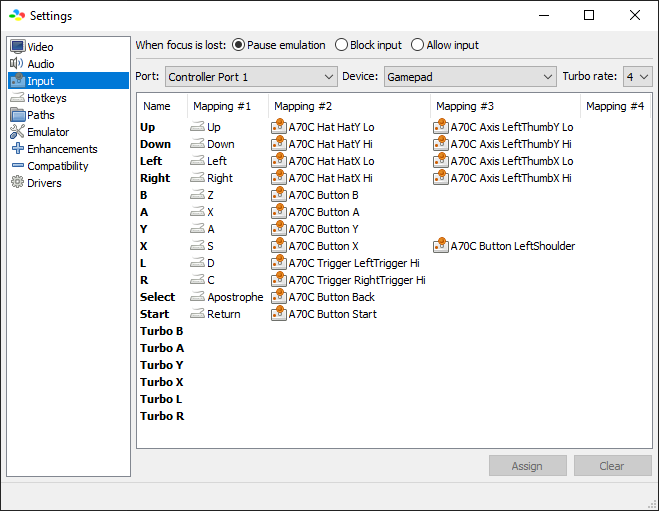 Settings
Video
Audio
Input
Hotkeys
Paths
Emulator
Enhancements
Compatibility
Drivers
When focus is lost: Pause emulation Block input Allow input
Port: Controller Port 1 Device: Gamepad Turbo rate: 4
Name Mapping #1 Mapping #2 Mapping #3 Mapping #4
Up Up A70C Hat HatY Lo A70C Axis LeftThumbY Lo
Down Down A70C Hat HatY Hi A70C Axis LeftThumbY Hi
Left Left A70C Hat HatX Lo A70C Axis LeftThumbX Lo
Right Right A70C Hat HatX Hi A70C Axis LeftThumbX Hi
B Z A70C Button B
A X A70C Button A
Y A A70C Button Y
X S A70C Button X A70C Button LeftShoulder
L D A70C Trigger LeftTrigger Hi
R C A70C Trigger RightTrigger Hi
Select Apostrophe A70C Button Back
Start Return A70C Button Start
Turbo B
Turbo A
Turbo Y
Turbo X
Turbo L
Turbo R
Assign Clear